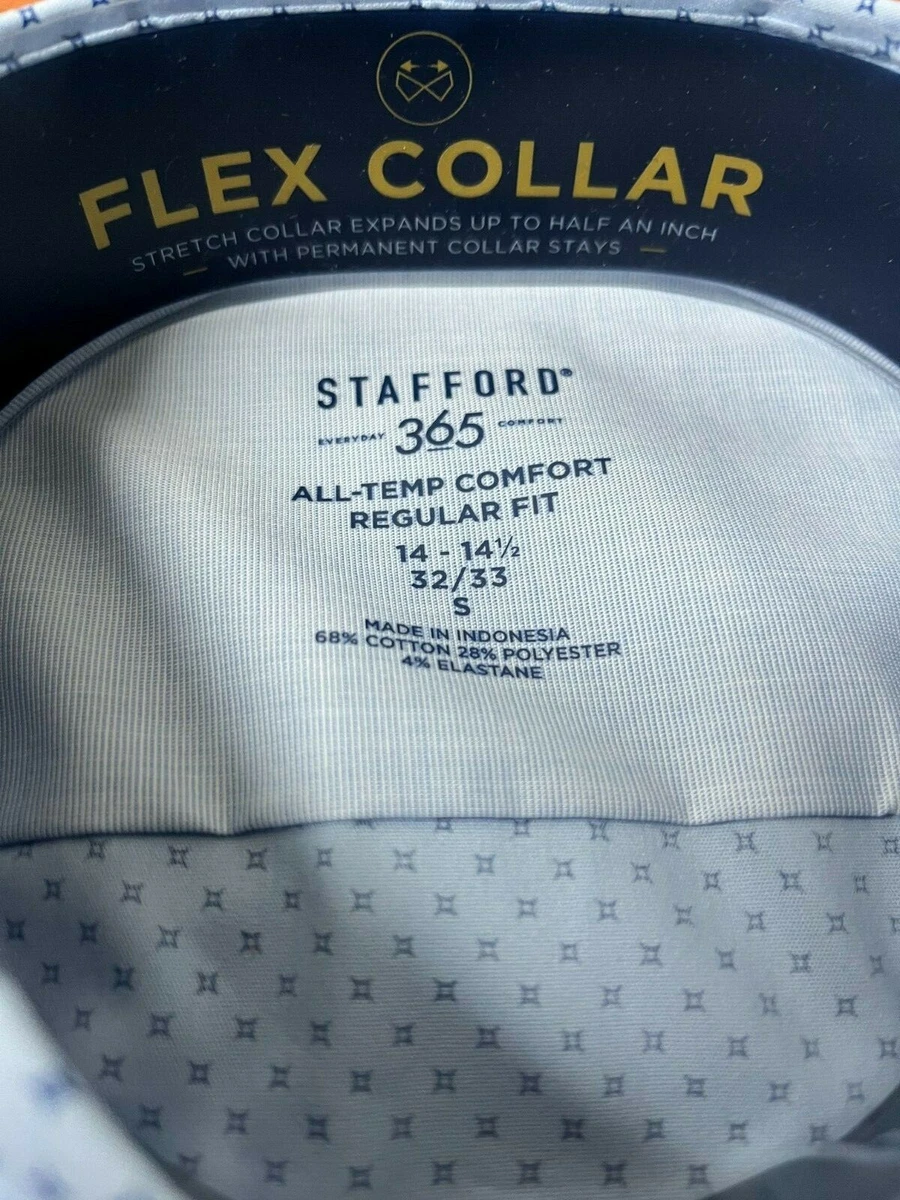 FLEX COLLAR
STRETCH COLLAR EXPANDS UP TO HALF AN INCH
— WITH PERMANENT COLLAR STAYS —
STAFFORD®
EVERYDAY 365 COMFORT
ALL-TEMP COMFORT
REGULAR FIT
14 - 14½
32/33
S
MADE IN INDONESIA
68% COTTON 28% POLYESTER
4% ELASTANE